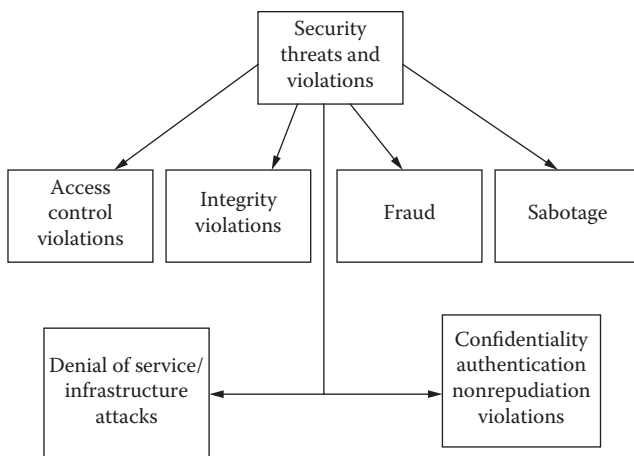 Security
threats and
violations
Access
control
violations
Integrity
violations
Fraud
Sabotage
Denial of service/
infrastructure
attacks
Confidentiality
authentication
nonrepudiation
violations